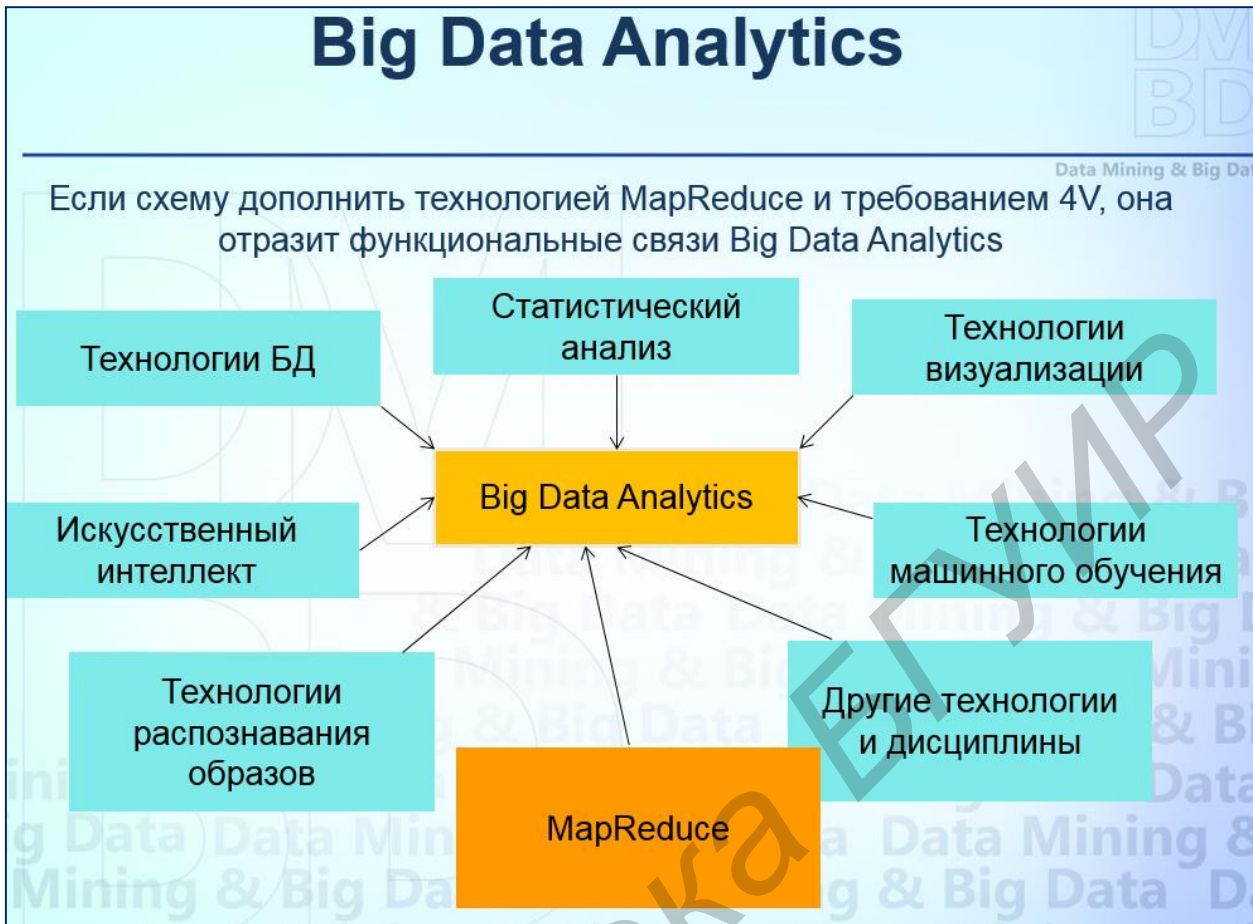 Big Data Analytics
DM
BD
Data Mining & Big Dat
Если схему дополнить технологией MapReduce и требованием 4V, она
отразит функциональные связи Big Data Analytics
Технологии БД
Статистический
анализ
Технологии
визуализации
Big Data Analytics
Искусственный
интеллект
Технологии
машинного обучения
Технологии
распознавания
образов
MapReduce
Другие технологии
и дисциплины
БГУИР